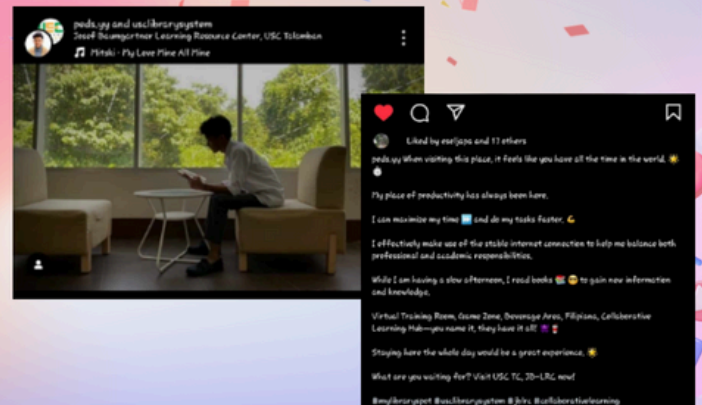 peds.yy and usclibrarysystem
Josef Baumgartner Learning Resource Center, USC Talamban
Mitski · My Love Mine All Mine
Liked by eseljapa and 11 others
peds.yy When visiting this place, it feels like you have all the time in the world. 🌟
⏱️
My place of productivity has always been here.
I can maximize my time ⏩ and do my tasks faster. 💪
I effectively make use of the stable internet connection to help me balance both
professional and academic responsibilities.
While I am having a slow afternoon, I read books 📚 😎 to gain new information
and knowledge.
Virtual Training Room, Game Zone, Beverage Area, Filipiana, Collaborative
Learning Hub—you name it, they have it all!
Staying here the whole day would be a great experience. 🌟
What are you waiting for? Visit USC TC, JB-LRC now!
#mylibraryspot #usclibrarysystem #jblrc #collaborativelearning